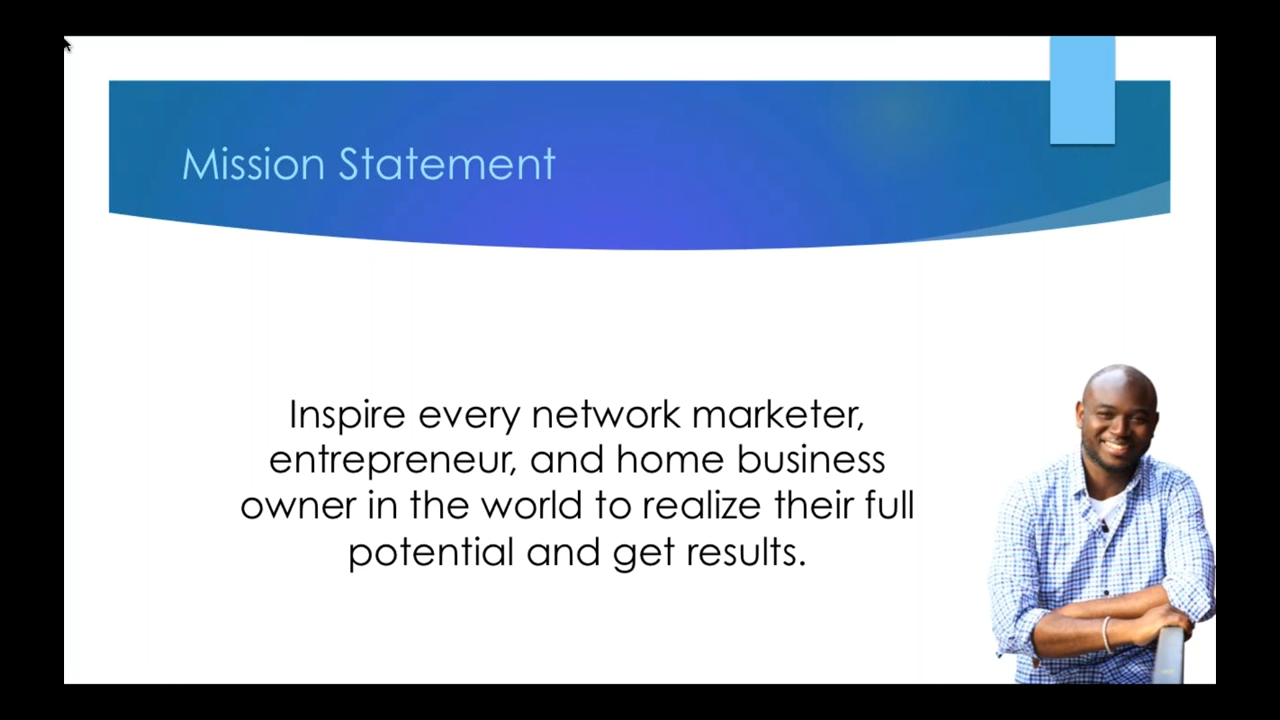 Mission Statement
Inspire every network marketer,
entrepreneur, and home business
owner in the world to realize their full
potential and get results.